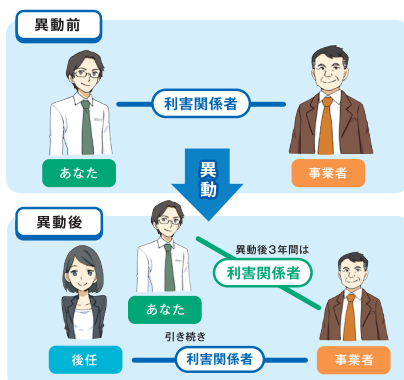 異動前
利害関係者
あなた
事業者
異動
異動後
異動後3年間は
利害関係者
あなた
引き続き
後任
利害関係者
事業者